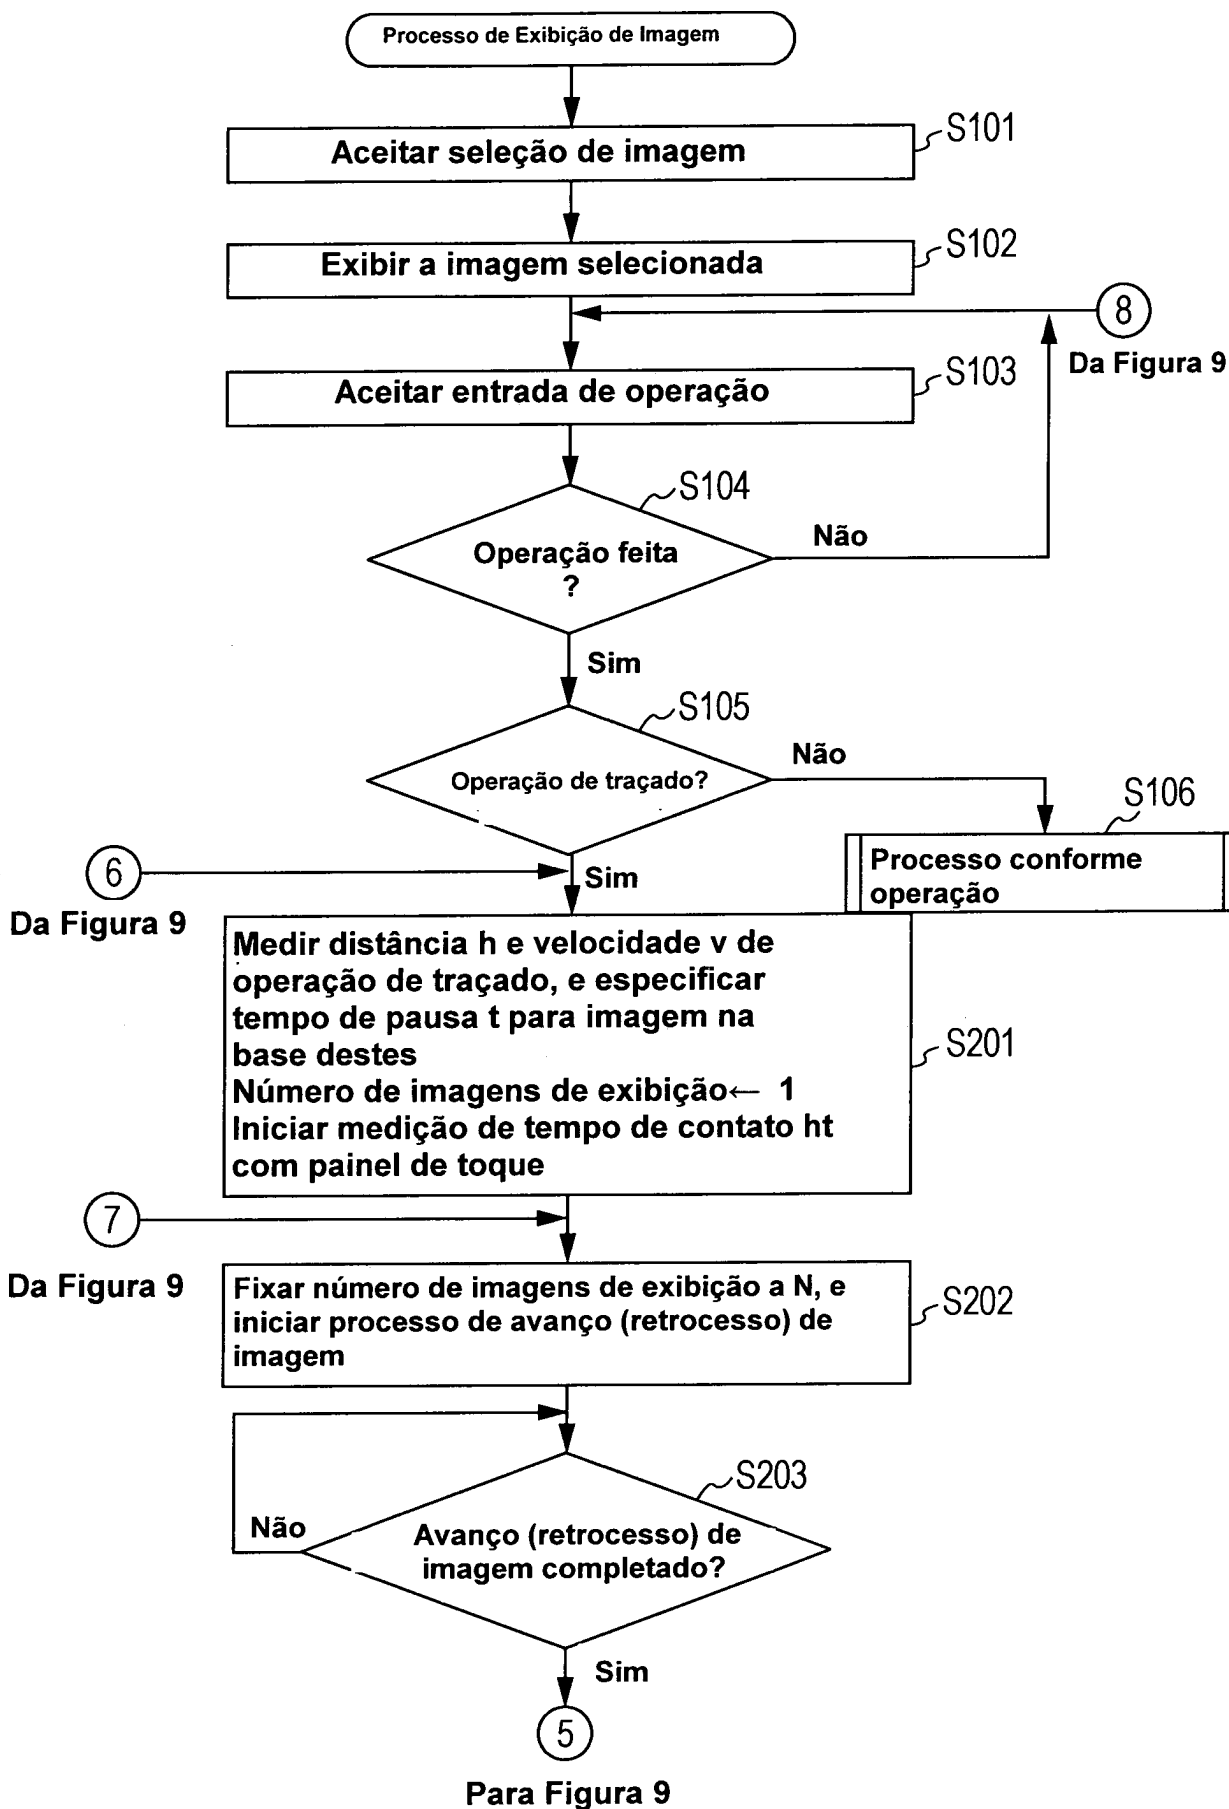 Processo de Exibição de Imagem
S101
Aceitar seleção de imagem
S102
Exibir a imagem selecionada
8
Da Figura 9
S103
Aceitar entrada de operação
S104
Operação feita
?
Não
Sim
S105
Operação de traçado?
Não
S106
Processo conforme
operação
6
Da Figura 9
Sim
Medir distância h e velocidade v de
operação de traçado, e especificar
tempo de pausa t para imagem na
base destes
Número de imagens de exibição← 1
Iniciar medição de tempo de contato ht
com painel de toque
S201
7
Da Figura 9
Fixar número de imagens de exibição a N, e
iniciar processo de avanço (retrocesso) de
imagem
S202
S203
Não
Avanço (retrocesso) de
imagem completado?
Sim
5
Para Figura 9